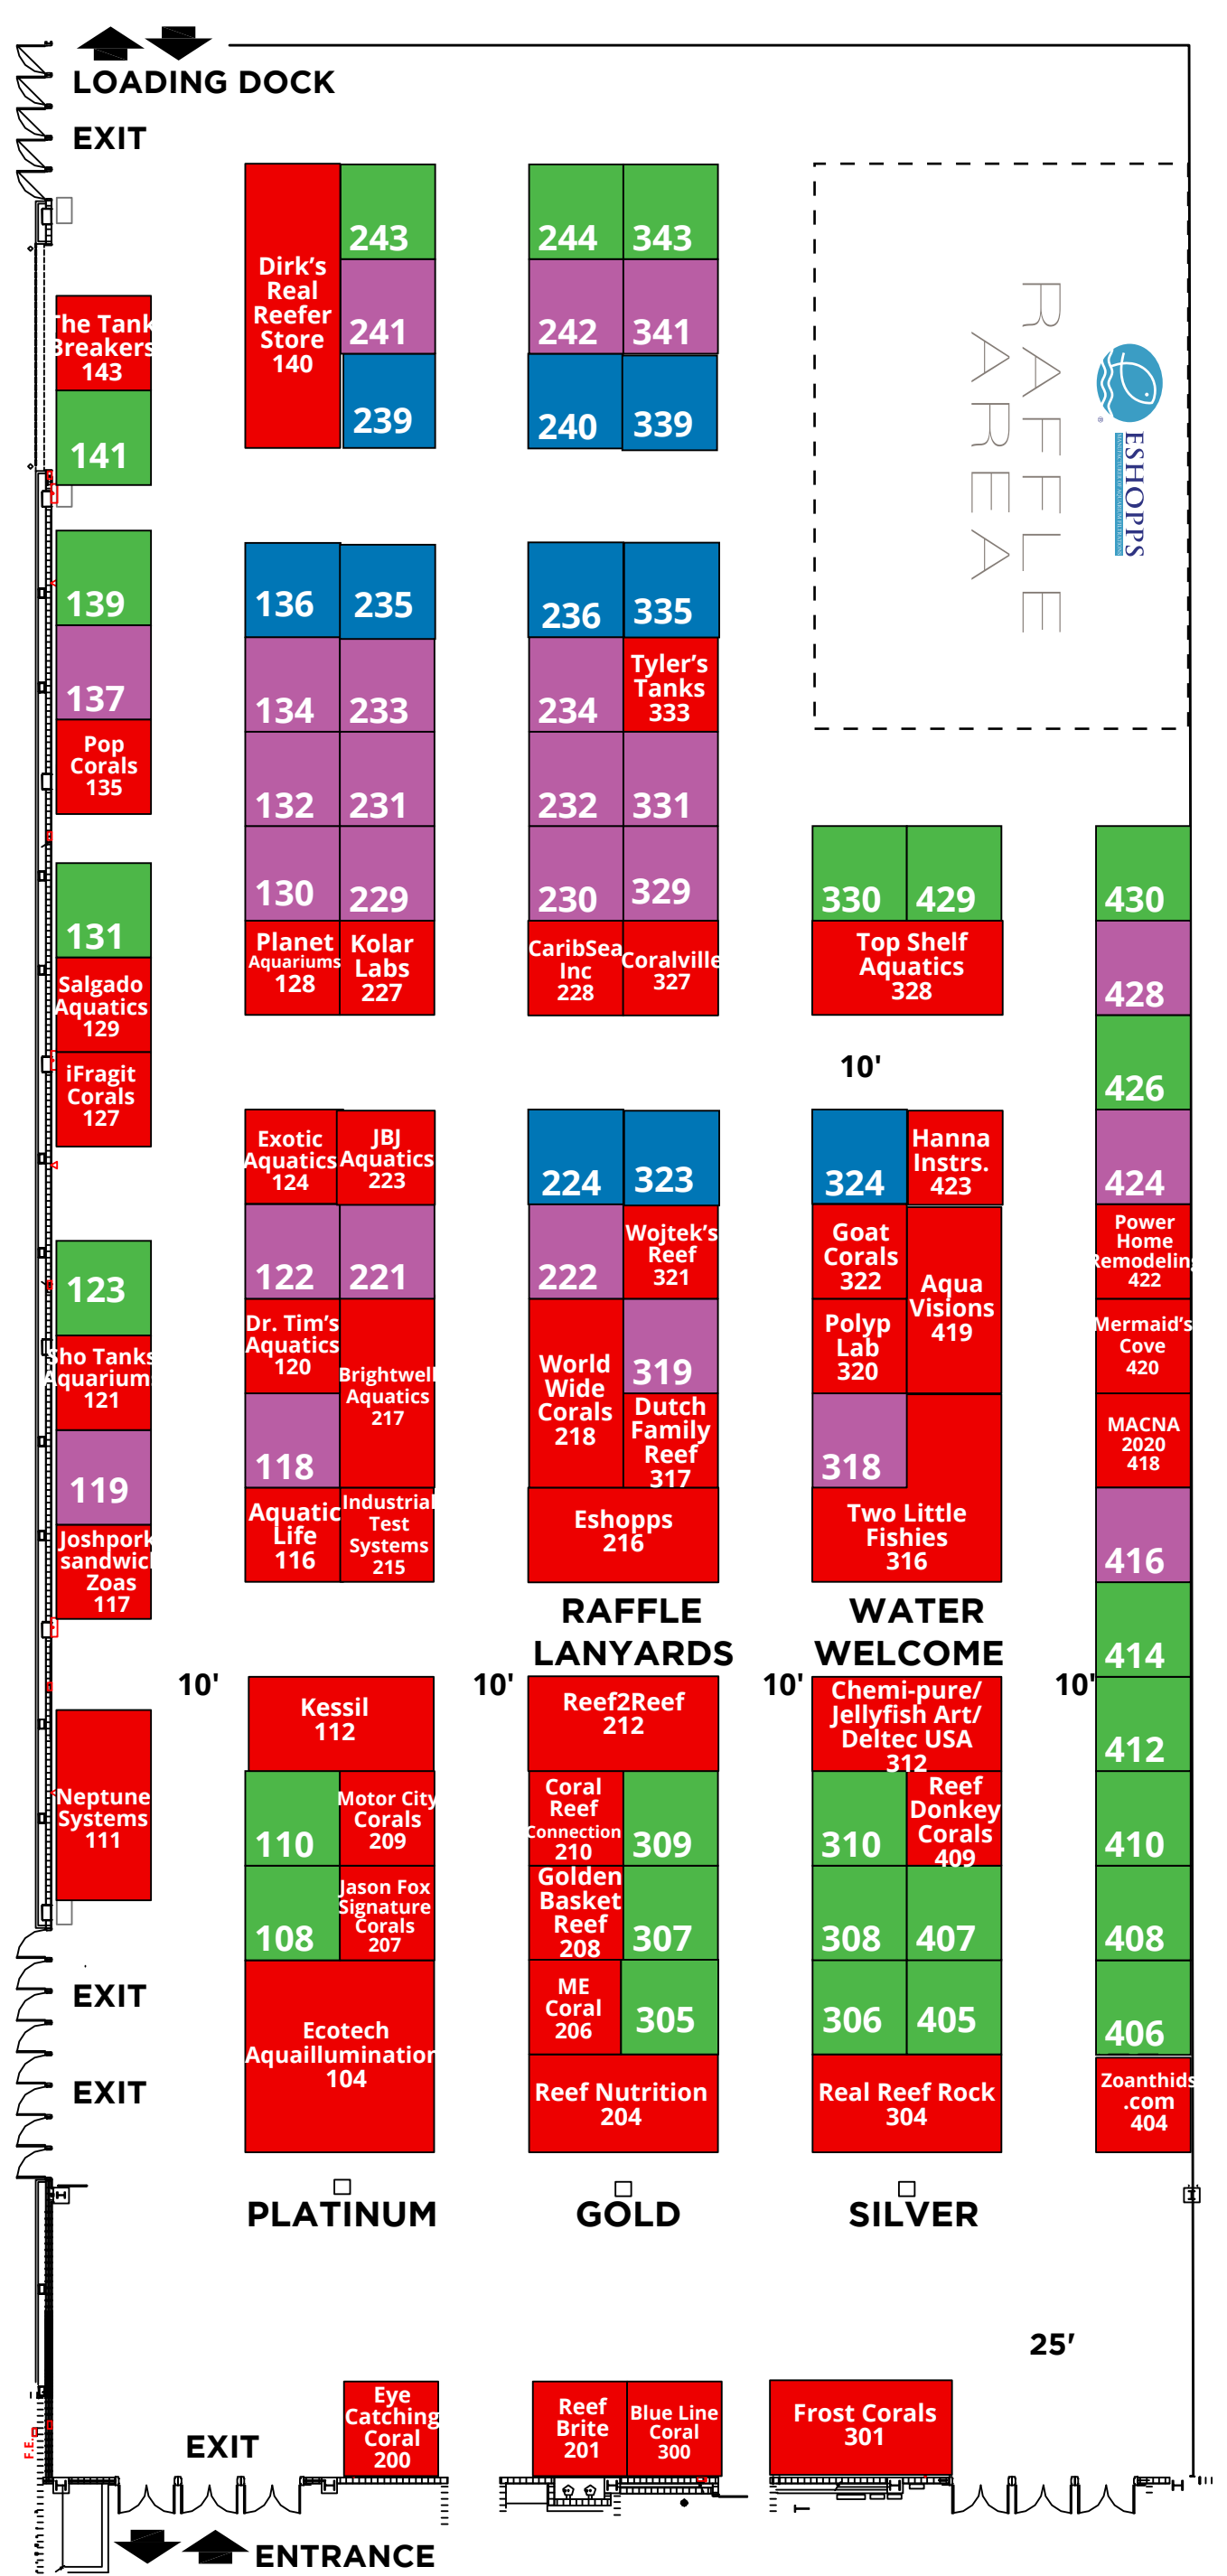 LOADING DOCK
EXIT
243
244
343
Dirk's
Real
Reefer
Store
140
241
242
341
239
240
339
The Tank
Breakers
143
141
RAFFLE
AREA
ESHOPPS
139
136
235
236
335
137
134
233
234
Tyler's
Tanks
333
Pop
Corals
135
132
231
232
331
130
229
230
329
330
429
430
131
Planet
Aquariums
128
Kolar
Labs
227
CaribSea
Inc
228
Coralville
327
Top Shelf
Aquatics
328
428
Salgado
Aquatics
129
10'
426
iFragit
Corals
127
Exotic
Aquatics
124
JBJ
Aquatics
223
224
323
324
Hanna
Instrs.
423
424
123
122
221
222
Wojtek's
Reef
321
Goat
Corals
322
Aqua
Visions
419
Power
Home
Remodeling
422
Sho Tanks
Aquarium
121
Dr. Tim's
Aquatics
120
Brightwell
Aquatics
217
World
Wide
Corals
218
319
Polyp
Lab
320
Mermaid's
Cove
420
119
118
Dutch
Family
Reef
317
318
MACNA
2020
418
Joshpork
sandwich
Zoas
117
Aquatic
Life
116
Industrial
Test
Systems
215
Eshopps
216
Two Little
Fishies
316
416
RAFFLE
LANYARDS
WATER
WELCOME
414
10'
10'
10'
10'
Kessil
112
Reef2Reef
212
Chemi-pure/
Jellyfish Art/
Deltec USA
312
412
Neptune
Systems
111
110
Motor City
Corals
209
Coral
Reef
Connection
210
309
310
Reef
Donkey
Corals
409
410
108
Jason Fox
Signature
Corals
207
Golden
Basket
Reef
208
307
308
407
408
EXIT
Ecotech
Aquaillumination
104
ME
Coral
206
305
306
405
406
EXIT
Reef Nutrition
204
Real Reef Rock
304
Zoanthids
.com
404
PLATINUM
GOLD
SILVER
25'
Eye
Catching
Coral
200
Reef
Brite
201
Blue Line
Coral
300
Frost Corals
301
F.E.
EXIT
ENTRANCE